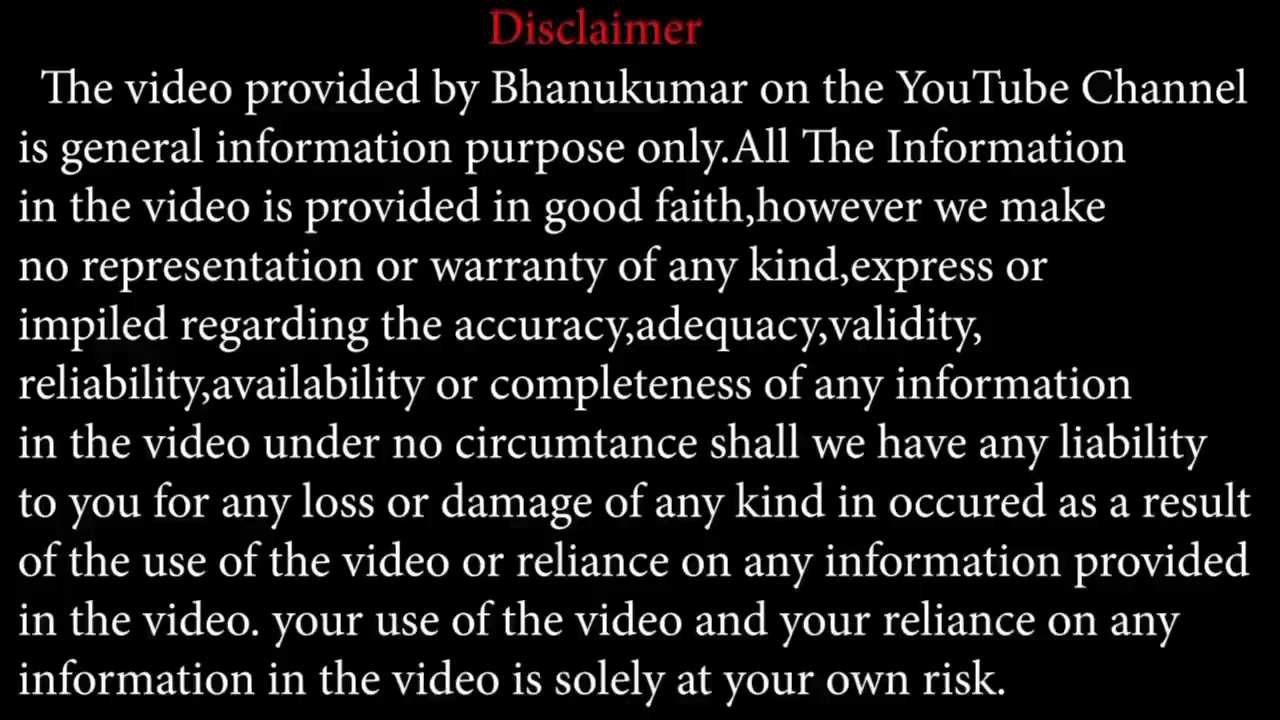 Disclaimer
The video provided by Bhanukumar on the YouTube Channel
is general information purpose only.All The Information
in the video is provided in good faith,however we make
no representation or warranty of any kind,express or
impiled regarding the accuracy,adequacy,validity,
reliability,availability or completeness of any information
in the video under no circumtance shall we have any liability
to you for any loss or damage of any kind in occured as a result
of the use of the video or reliance on any information provided
in the video. your use of the video and your reliance on any
information in the video is solely at your own risk.